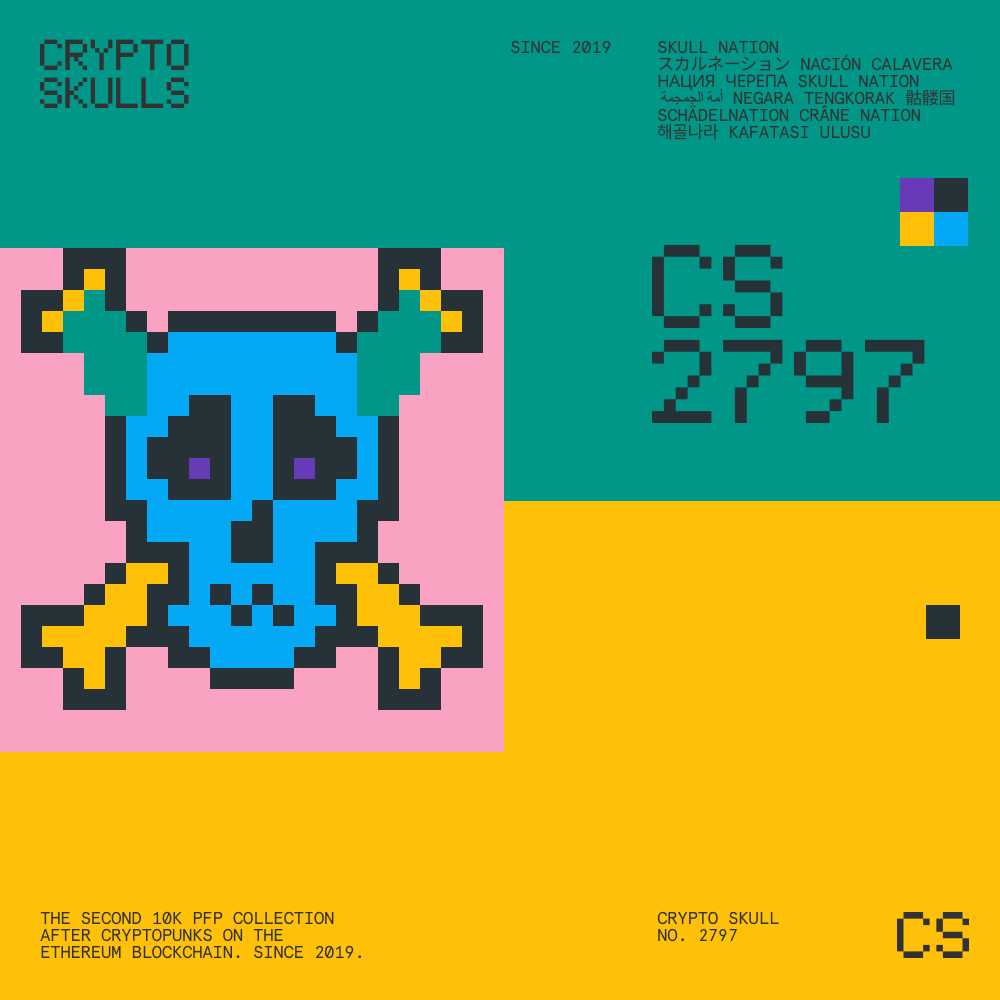 CRYPTO
SKULLS
SINCE 2019
SKULL NATION
スカルネーション NACIÓN CALAVERA
НАЦИЯ ЧЕРЕПА SKULL NATION
أمة الجمجمة NEGARA TENGKORAK 骷髅国
SCHÄDELNATION CRÂNE NATION
해골나라 KAFATASI ULUSU
CS
2797
THE SECOND 10K PFP COLLECTION
AFTER CRYPTOPUNKS ON THE
ETHEREUM BLOCKCHAIN. SINCE 2019.
CRYPTO SKULL
NO. 2797
CS